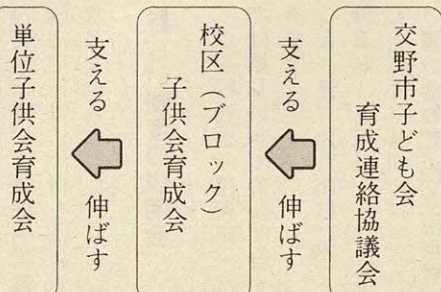 交野市子ども会
育成連絡協議会
支える 伸ばす
校区（ブロック）
子供会育成会
支える 伸ばす
単位子供会育成会